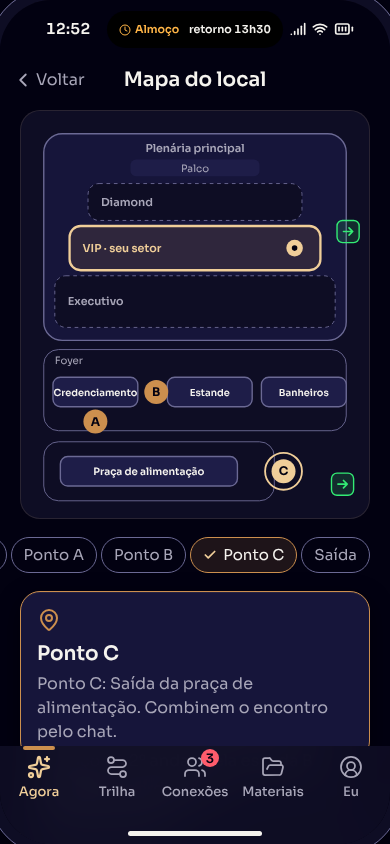 12:52
Almoço retorno 13h30
Voltar
Mapa do local
Plenária principal
Palco
Diamond
VIP · seu setor
Executivo
Foyer
Credenciamento
B
Estande
Banheiros
A
Praça de alimentação
C
Ponto A
Ponto B
Ponto C
Saída
Ponto C
Ponto C: Saída da praça de
alimentação. Combinem o encontro
pelo chat.
3
Agora
Trilha
Conexões
Materiais
Eu